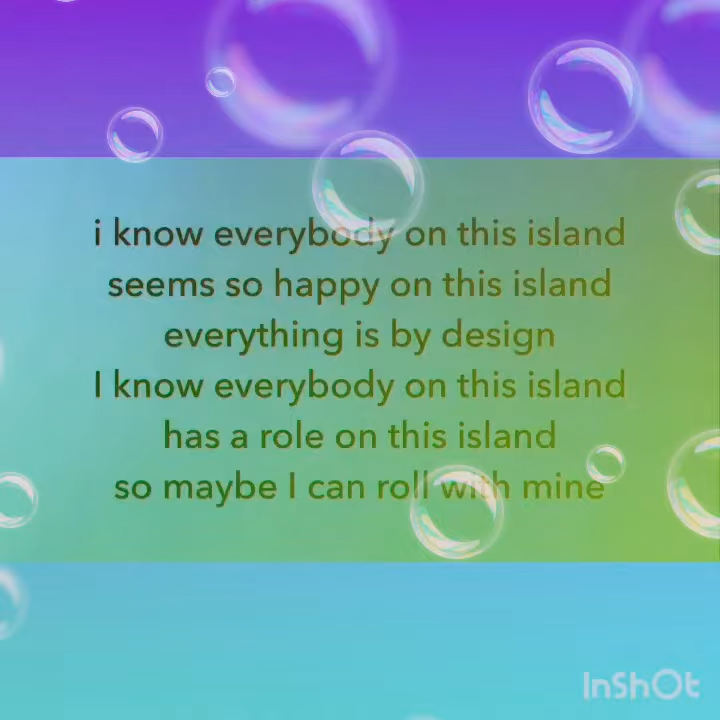 i know everybody on this island
seems so happy on this island
everything is by design
I know everybody on this island
has a role on this island
so maybe I can roll with mine
InShOt